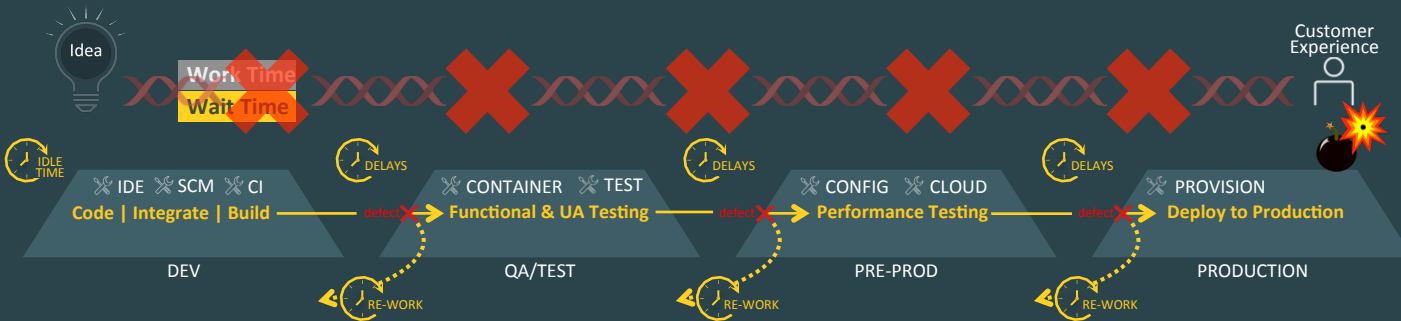 Idea
Work Time
Wait Time
Customer
Experience
IDLE
TIME
DELAYS
DELAYS
DELAYS
IDE SCM CI
Code | Integrate | Build
CONTAINER TEST
Functional & UA Testing
CONFIG CLOUD
Performance Testing
PROVISION
Deploy to Production
defect
defect
defect
DEV
QA/TEST
PRE-PROD
PRODUCTION
RE-WORK
RE-WORK
RE-WORK